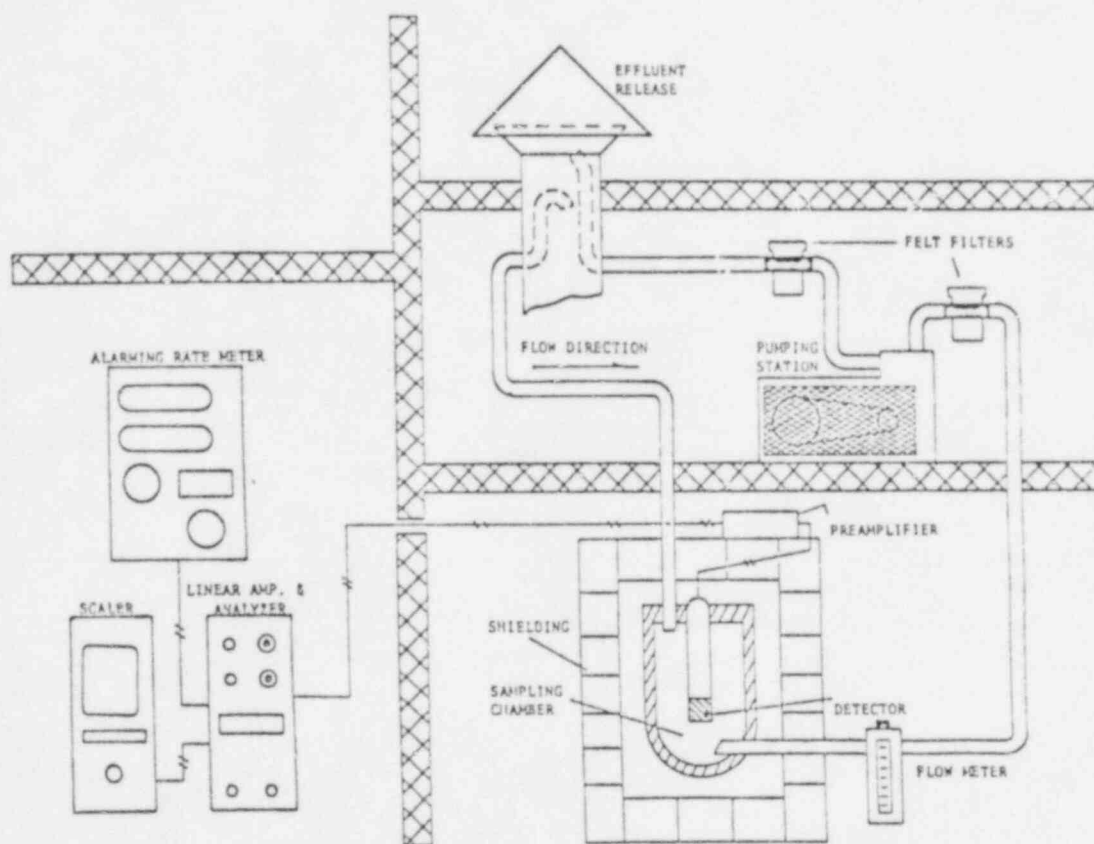 EFFLUENT
RELEASE
FELT FILTERS
FLOW DIRECTION
PUMPING
STATION
ALARMING RATE METER
PREAMPLIFIER
LINEAR AMP. &
ANALYZER
SCALER
SHIELDING
SAMPLING
CHAMBER
DETECTOR
FLOW METER